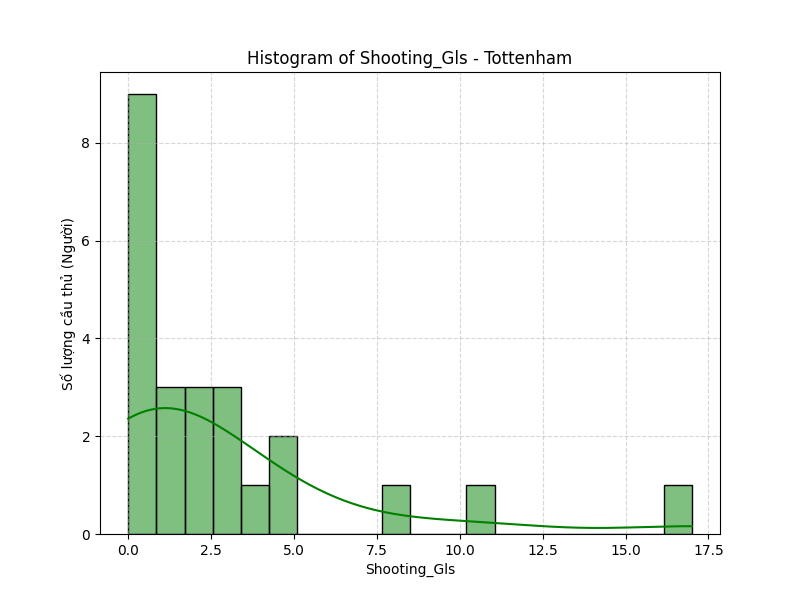 Histogram of Shooting_Gls - Tottenham
Số lượng cầu thủ (Người)
8
6
4
2
0
0.0 2.5 5.0 7.5 10.0 12.5 15.0 17.5
Shooting_Gls